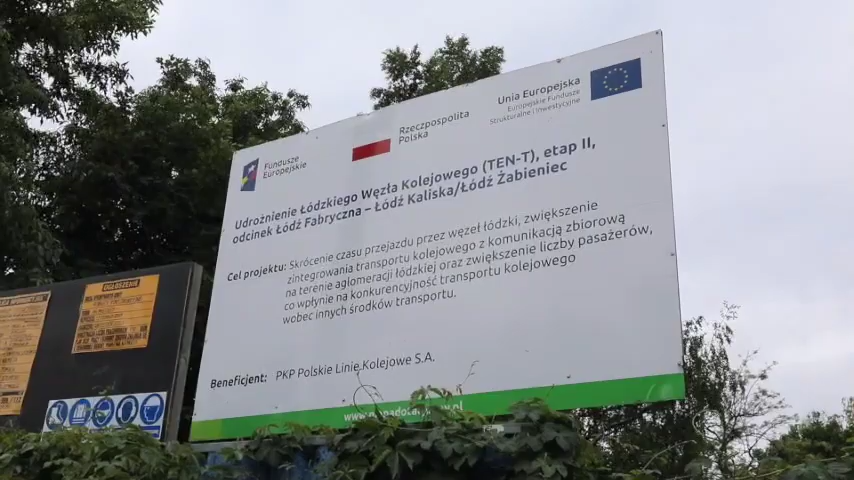 Fundusze
Europejskie
Rzeczpospolita
Polska
Unia Europejska
Europejskie Fundusze
Strukturalne i Inwestycyjne
Udrożnienie Łódzkiego Węzła Kolejowego (TEN-T), etap II,
odcinek Łódź Fabryczna – Łódź Kaliska/Łódź Żabieniec
Cel projektu: Skrócenie czasu przejazdu przez węzeł łódzki, zwiększenie
zintegrowania transportu kolejowego z komunikacją zbiorową
na terenie aglomeracji łódzkiej oraz zwiększenie liczby pasażerów,
co wpłynie na konkurencyjność transportu kolejowego
wobec innych środków transportu.
Beneficjent: PKP Polskie Linie Kolejowe S.A.
OGŁOSZENIE